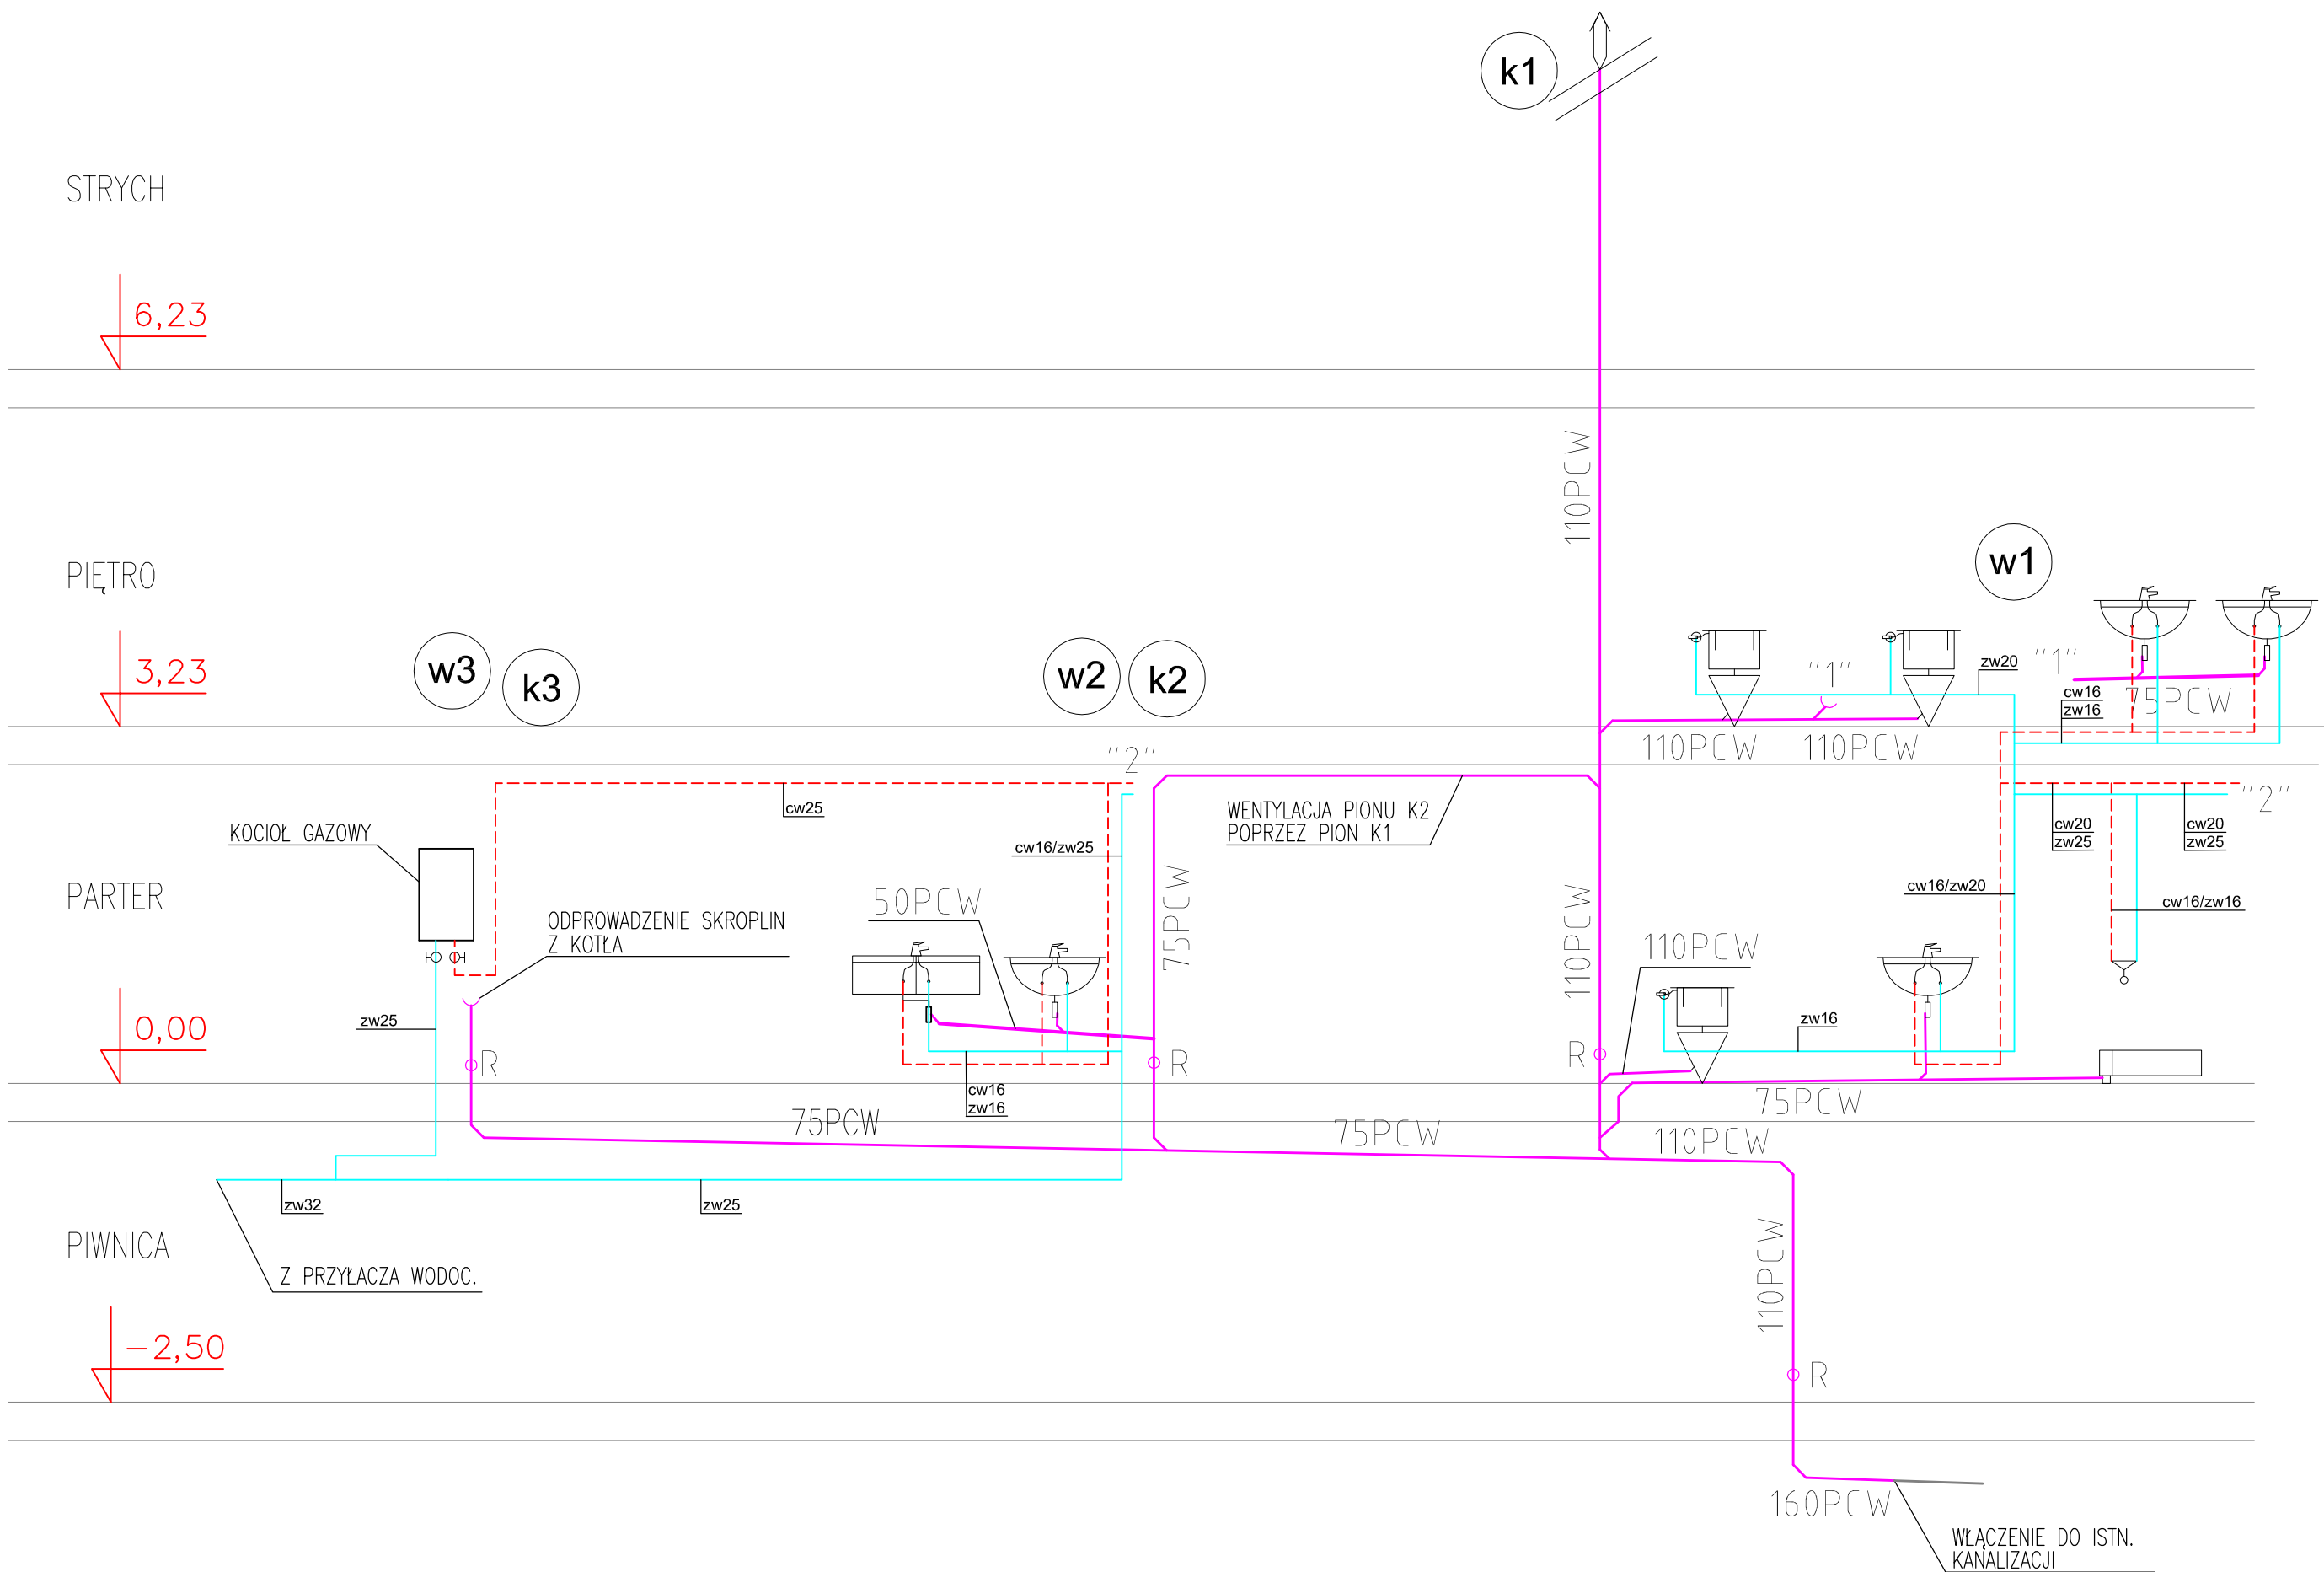 k1
STRYCH
6,23
110PCW
w1
PIĘTRO
3,23
w3
k3
w2
k2
"1"
zw20
"1"
cw16
zw16
75PCW
110PCW
110PCW
"2"
cw25
WENTYLACJA PIONU K2
POPRZEZ PION K1
"2"
cw20
zw25
cw20
zw25
KOCIOŁ GAZOWY
cw16/zw25
PARTER
75PCW
110PCW
50PCW
cw16/zw20
cw16/zw16
ODPROWADZENIE SKROPLIN
Z KOTŁA
110PCW
zw25
zw16
0,00
R
R
R
cw16
zw16
75PCW
75PCW
75PCW
110PCW
zw32
zw25
PIWNICA
Z PRZYŁACZA WODOC.
110PCW
-2,50
R
160PCW
WŁĄCZENIE DO ISTN.
KANALIZACJI